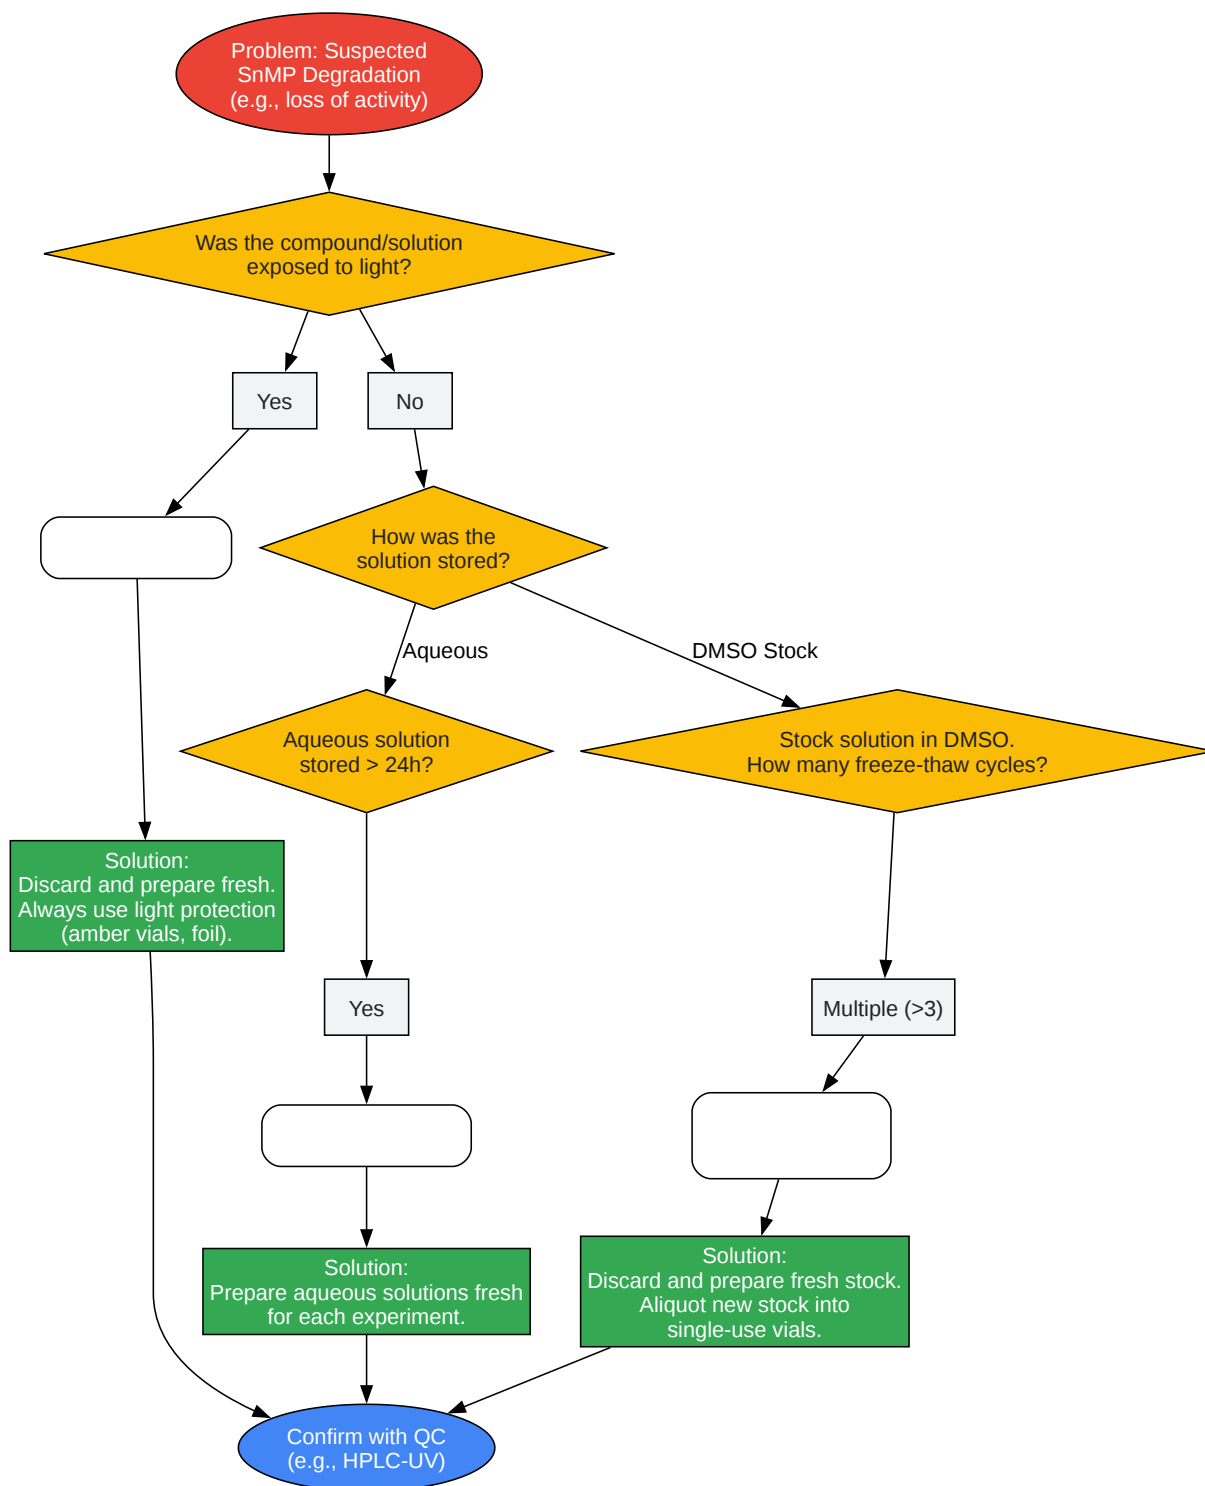 Problem: Suspected
SnMP Degradation
(e.g., loss of activity)
Was the compound/solution
exposed to light?
Yes
No
How was the
solution stored?
Aqueous
DMSO Stock
Aqueous solution
stored > 24h?
Stock solution in DMSO.
How many freeze-thaw cycles?
Solution:
Discard and prepare fresh.
Always use light protection
(amber vials, foil).
Yes
Multiple (>3)
Solution:
Prepare aqueous solutions fresh
for each experiment.
Solution:
Discard and prepare fresh stock.
Aliquot new stock into
single-use vials.
Confirm with QC
(e.g., HPLC-UV)